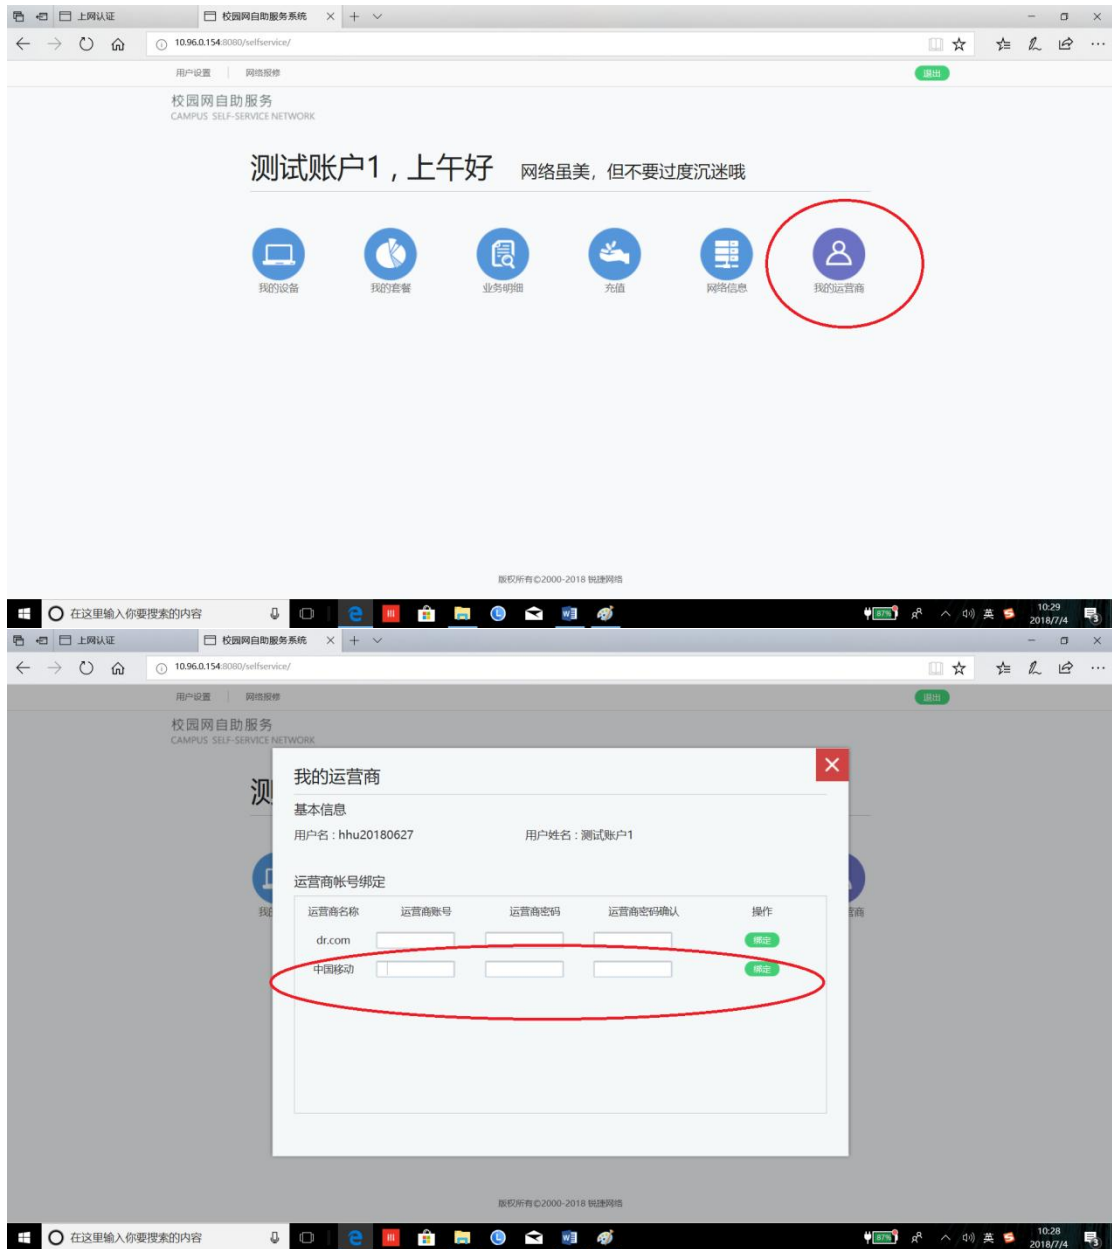 上网认证
校园网自助服务系统
10.96.0.154:8080/selfservice/
用户设置 网络报修 退出
校园网自助服务
CAMPUS SELF-SERVICE NETWORK
测试账户1，上午好 网络虽美，但不要过度沉迷哦
我的设备 我的套餐 业务明细 充值 网络信息 我的运营商
版权所有©2000-2018 锐捷网络
在这里输入你要搜索的内容
67%
英
10:29
2018/7/4
上网认证
校园网自助服务系统
10.96.0.154:8080/selfservice/
用户设置 网络报修 退出
校园网自助服务
CAMPUS SELF-SERVICE NETWORK
测
我的运营商
基本信息
用户名：hhu20180627 用户姓名：测试账户1
运营商帐号绑定
运营商名称 运营商账号 运营商密码 运营商密码确认 操作
dr.com 绑定
中国移动 绑定
版权所有©2000-2018 锐捷网络
在这里输入你要搜索的内容
67%
英
10:28
2018/7/4